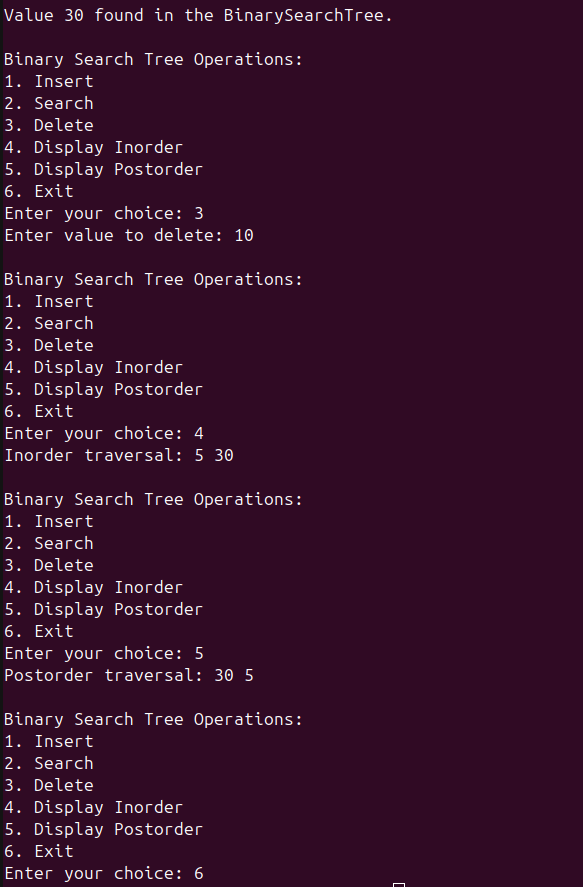 Value 30 found in the BinarySearchTree.
Binary Search Tree Operations:
1. Insert
2. Search
3. Delete
4. Display Inorder
5. Display Postorder
6. Exit
Enter your choice: 3
Enter value to delete: 10
Binary Search Tree Operations:
1. Insert
2. Search
3. Delete
4. Display Inorder
5. Display Postorder
6. Exit
Enter your choice: 4
Inorder traversal: 5 30
Binary Search Tree Operations:
1. Insert
2. Search
3. Delete
4. Display Inorder
5. Display Postorder
6. Exit
Enter your choice: 5
Postorder traversal: 30 5
Binary Search Tree Operations:
1. Insert
2. Search
3. Delete
4. Display Inorder
5. Display Postorder
6. Exit
Enter your choice: 6